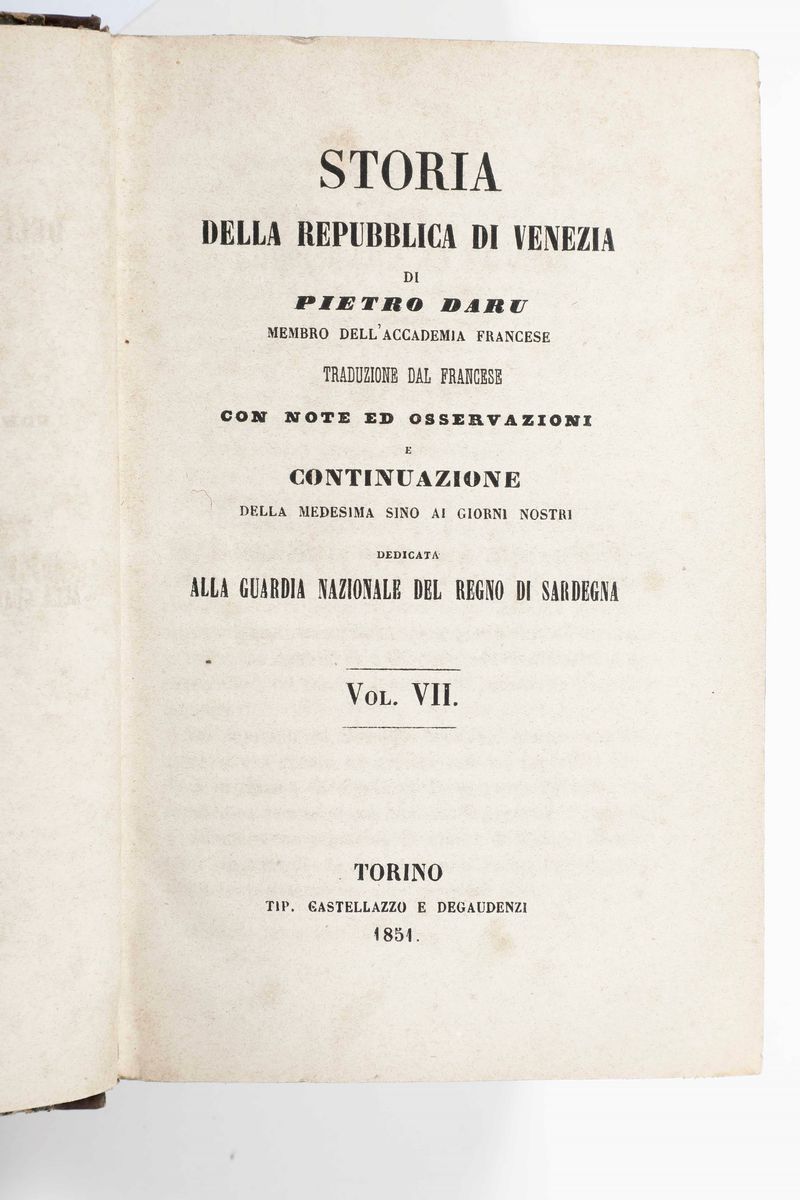 STORIA
DELLA REPUBBLICA DI VENEZIA
DI
PIETRO DARU
MEMBRO DELL'ACCADEMIA FRANCESE
TRADUZIONE DAL FRANCESE
CON NOTE ED OSSERVAZIONI
E
CONTINUAZIONE
DELLA MEDESIMA SINO AI GIORNI NOSTRI
DEDICATA
ALLA GUARDIA NAZIONALE DEL REGNO DI SARDEGNA
VOL. VII.
TORINO
TIP. CASTELLAZZO E DEGAUDENZI
1851.